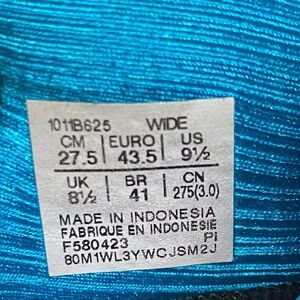 1011B625 WIDE
CM EURO US
27.5 43.5 9½
UK BR CN
8½ 41 275(3.0)
MADE IN INDONESIA
FABRIQUE EN INDONESIE
F580423 PI
80M1WL3YWCJSM2J